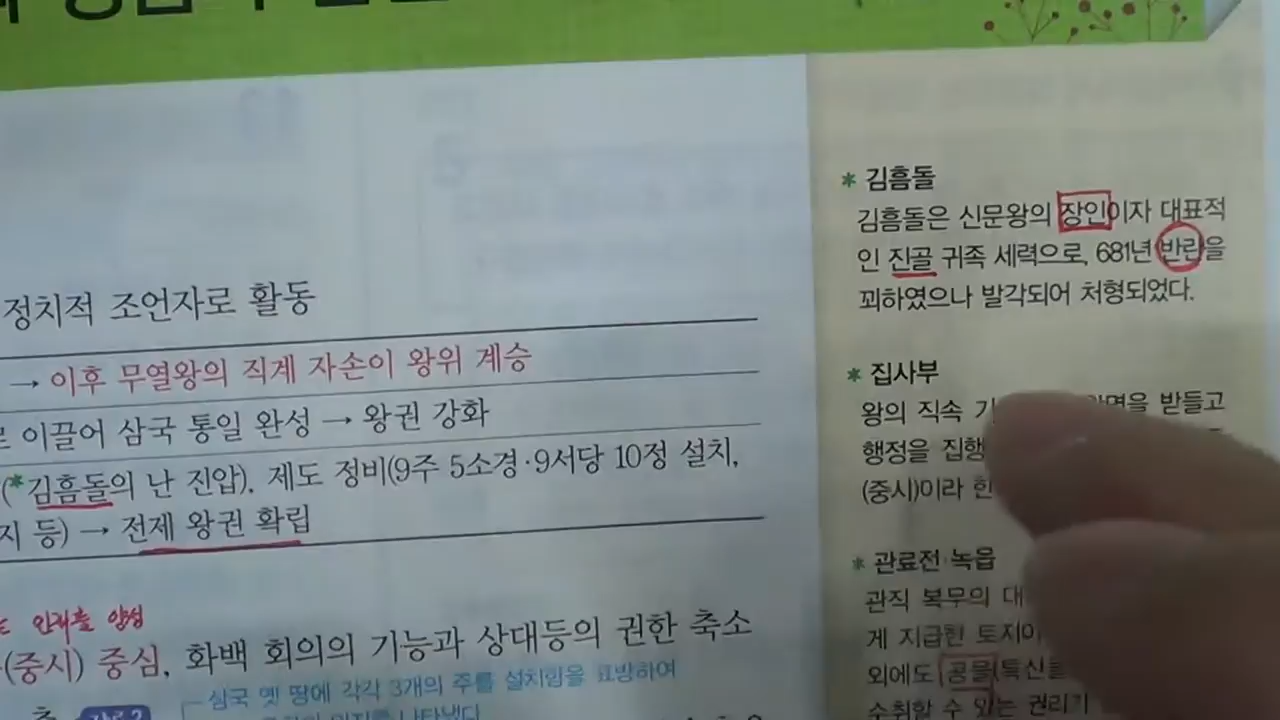 정치적 조언자로 활동
→ 이후 무열왕의 직계 자손이 왕위 계승
이끌어 삼국 통일 완성 → 왕권 강화
(*김흠돌의 난 진압). 제도 정비(9주 5소경·9서당 10정 설치,
지 등) → 전제 왕권 확립
인재를 양성
(중시) 중심, 화백 회의의 기능과 상대등의 권한 축소
삼국 옛 땅에 각각 3개의 주를 설치함을 표방하여
* 김흠돌
김흠돌은 신문왕의 장인이자 대표적
인 진골 귀족 세력으로, 681년 반란을
꾀하였으나 발각되어 처형되었다.
* 집사부
왕의 직속 받들고
행정을 집행
(중시)이라
* 관료전·녹읍
관직 복무의
게 지급한
외에도 공물(특산물
수취할 수 있는 권리가